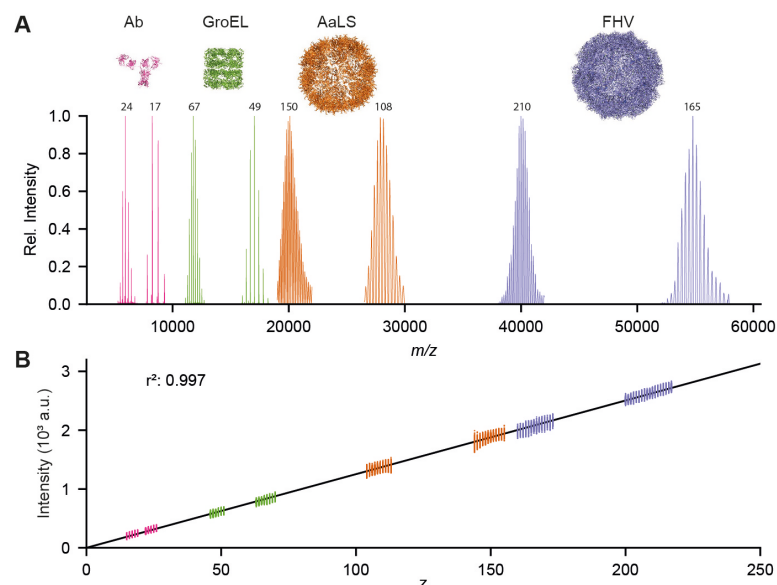 A
Ab GroEL AaLS FHV
24 17 67 49 150 108 210 165
Rel. Intensity
1.0
0.8
0.6
0.4
0.2
0.0
10000 20000 30000 40000 50000 60000
m/z
B
r²: 0.997
Intensity (10³ a.u.)
3
2
1
0
0 50 100 150 200 250
z